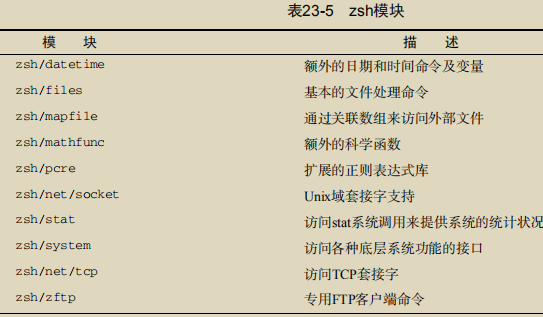 表23-5 zsh模块
模 块 描 述
zsh/datetime 额外的日期和时间命令及变量
zsh/files 基本的文件处理命令
zsh/mapfile 通过关联数组来访问外部文件
zsh/mathfunc 额外的科学函数
zsh/pcre 扩展的正则表达式库
zsh/net/socket Unix域套接字支持
zsh/stat 访问stat系统调用来提供系统的统计状况
zsh/system 访问各种底层系统功能的接口
zsh/net/tcp 访问TCP套接字
zsh/zftp 专用FTP客户端命令